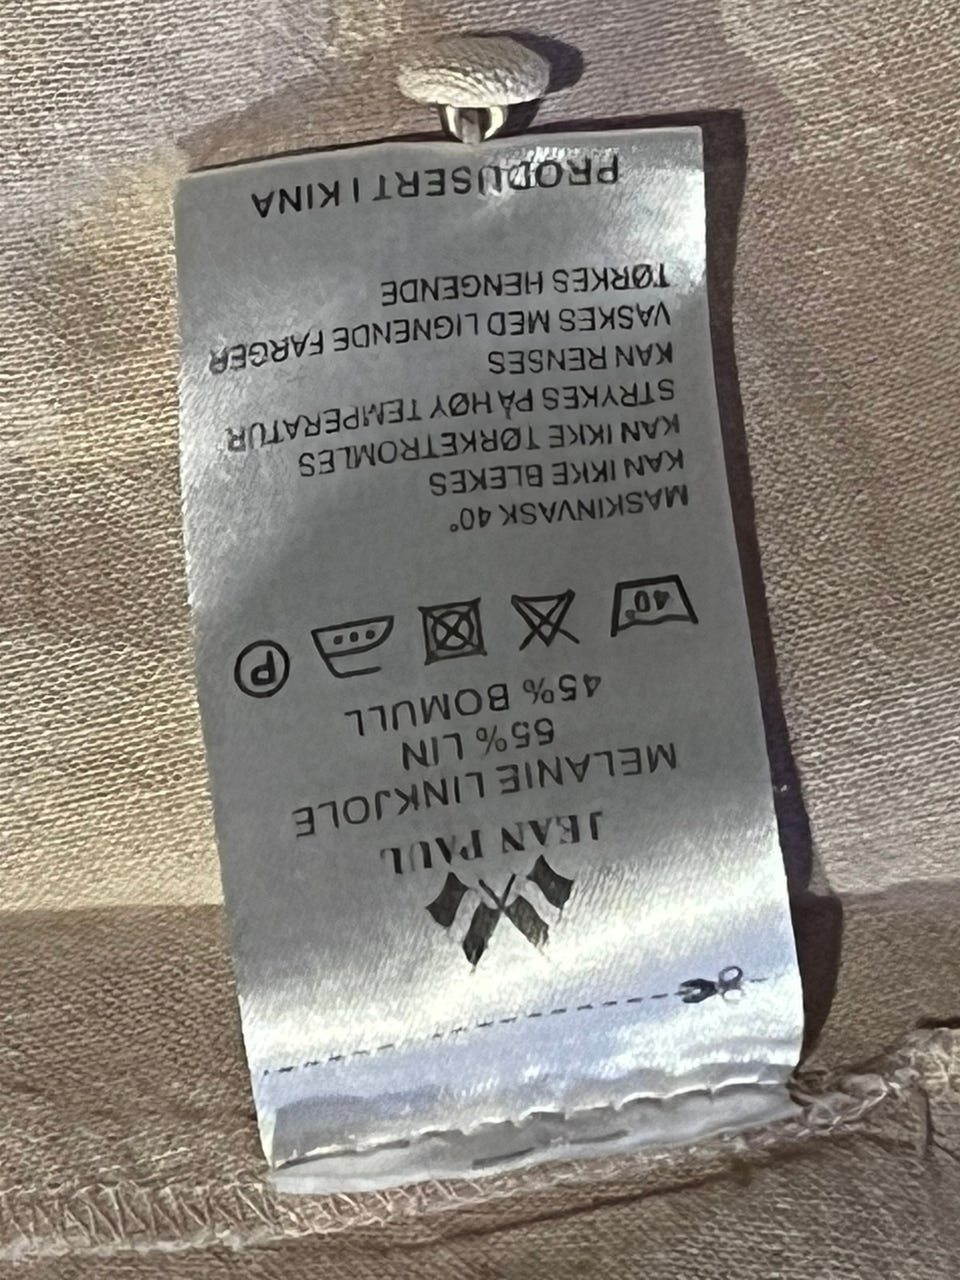 JEAN PAUL
MELANIE LINKJOLE
55% LIN
45% BOMULL
40°
P
MASKINVASK 40°
KAN IKKE BLEKES
KAN IKKE TØRKETROMLES
STRYKES PÅ HØY TEMPERATUR
KAN RENSES
VASKES MED LIGNENDE FARGER
TØRKES HENGENDE
PRODUSERT I KINA